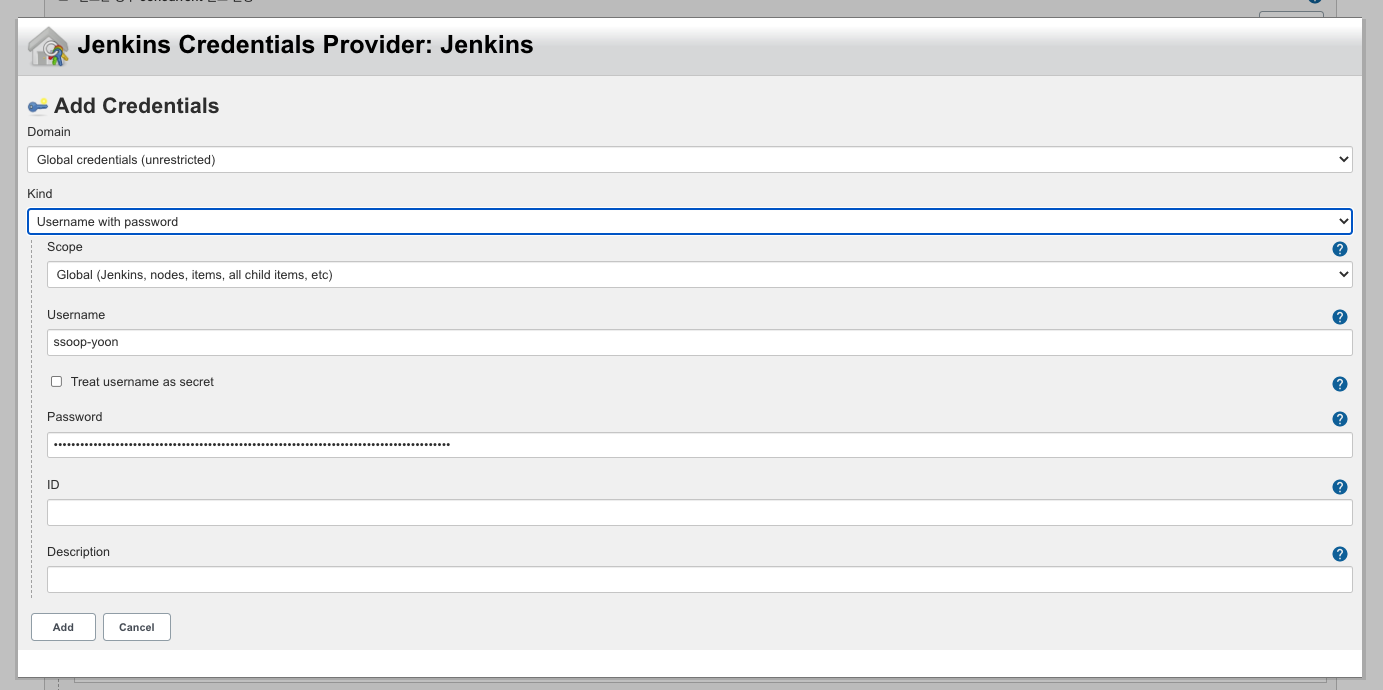 concurrent
Jenkins Credentials Provider: Jenkins
Add Credentials
Domain
Global credentials (unrestricted)
Kind
Username with password
Scope
Global (Jenkins, nodes, items, all child items, etc)
Username
ssoop-yoon
Treat username as secret
Password
ID
Description
Add
Cancel